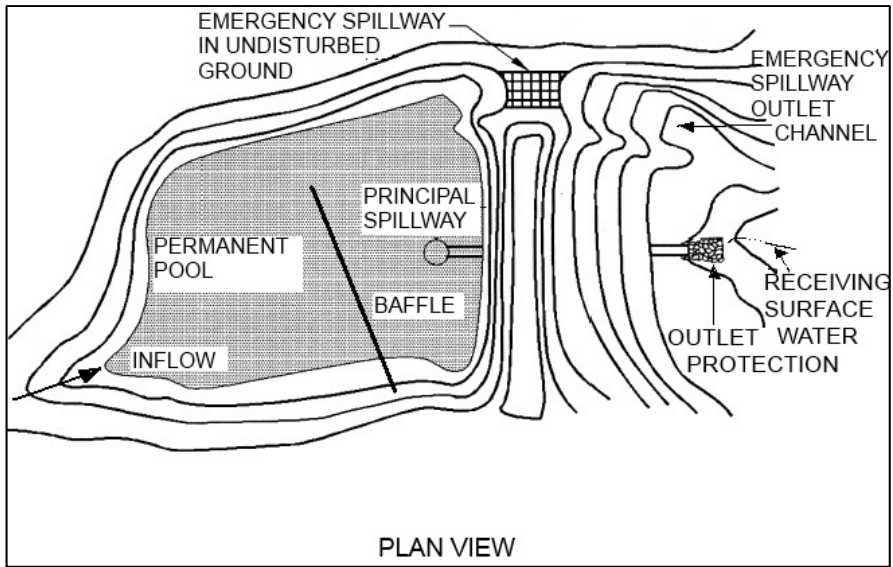 EMERGENCY SPILLWAY
IN UNDISTURBED
GROUND
EMERGENCY
SPILLWAY
OUTLET
CHANNEL
PRINCIPAL
SPILLWAY
PERMANENT
POOL
BAFFLE
INFLOW
RECEIVING
SURFACE
WATER
OUTLET
PROTECTION
PLAN VIEW